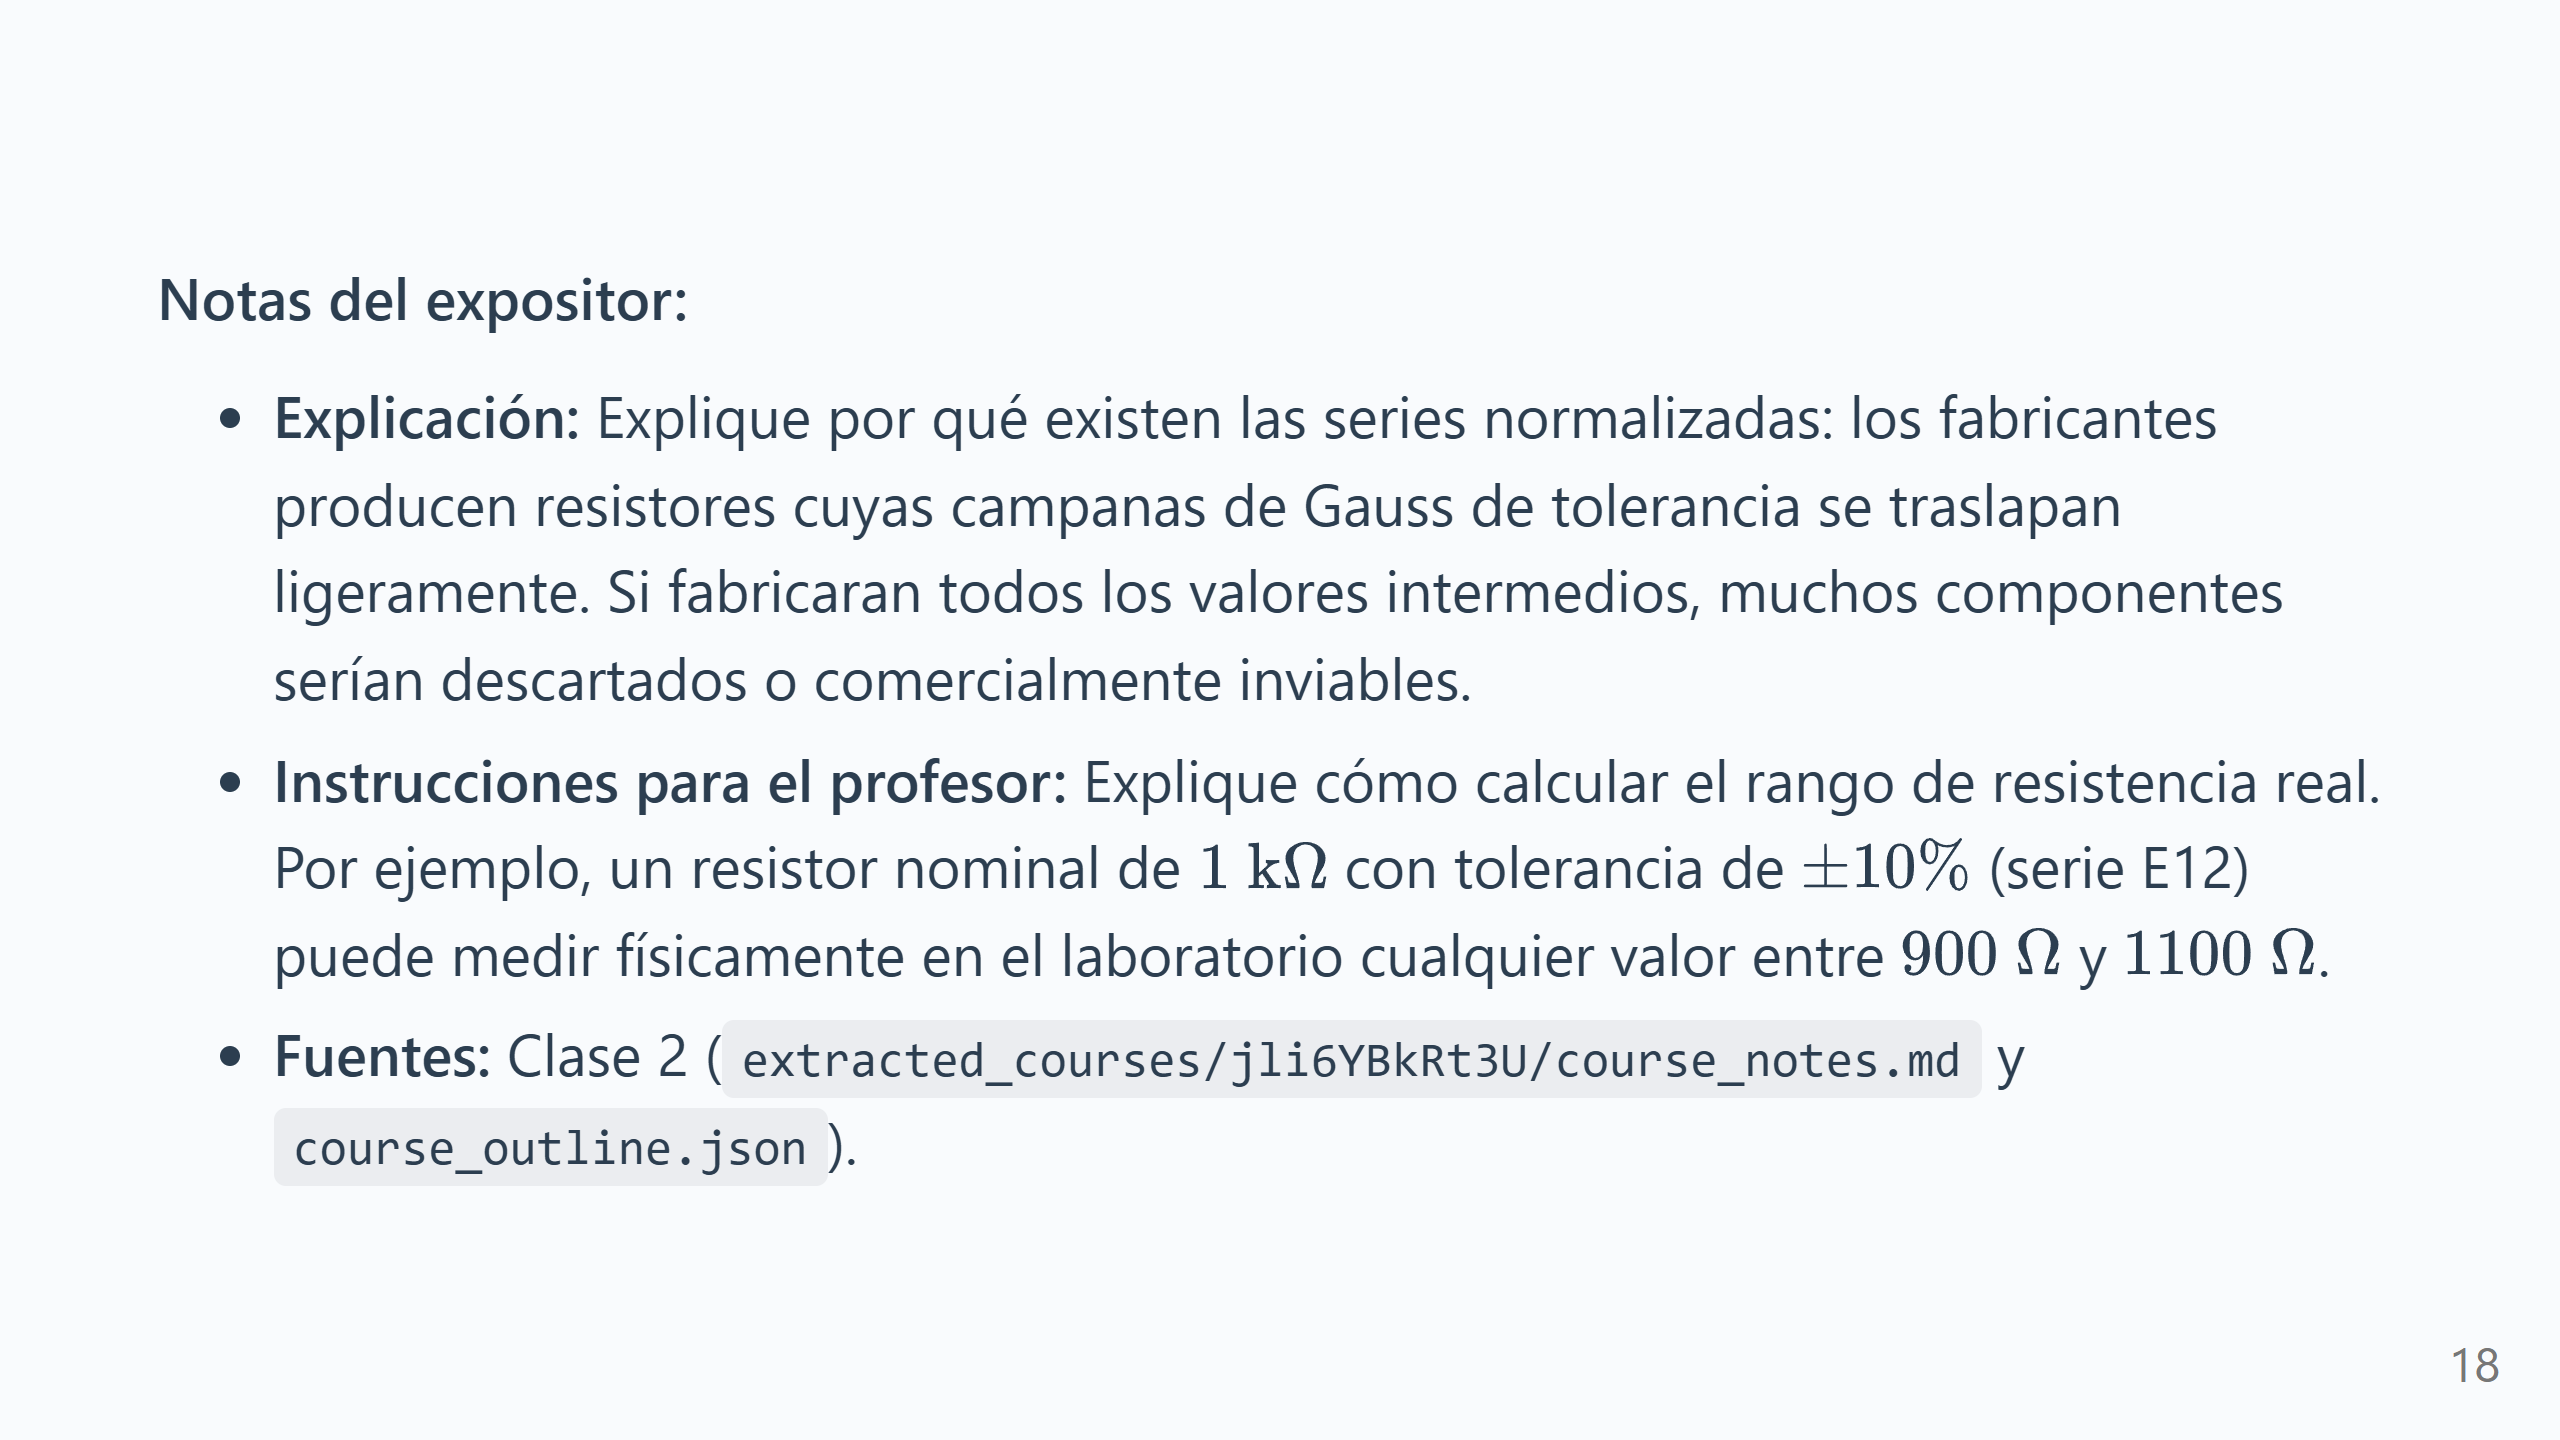 Notas del expositor:
• Explicación: Explique por qué existen las series normalizadas: los fabricantes
producen resistores cuyas campanas de Gauss de tolerancia se traslapan
ligeramente. Si fabricaran todos los valores intermedios, muchos componentes
serían descartados o comercialmente inviables.
• Instrucciones para el profesor: Explique cómo calcular el rango de resistencia real.
Por ejemplo, un resistor nominal de 1 kΩ con tolerancia de ±10% (serie E12)
puede medir físicamente en el laboratorio cualquier valor entre 900 Ω y 1100 Ω.
• Fuentes: Clase 2 (extracted_courses/jli6YBkRt3U/course_notes.md y
course_outline.json).
18